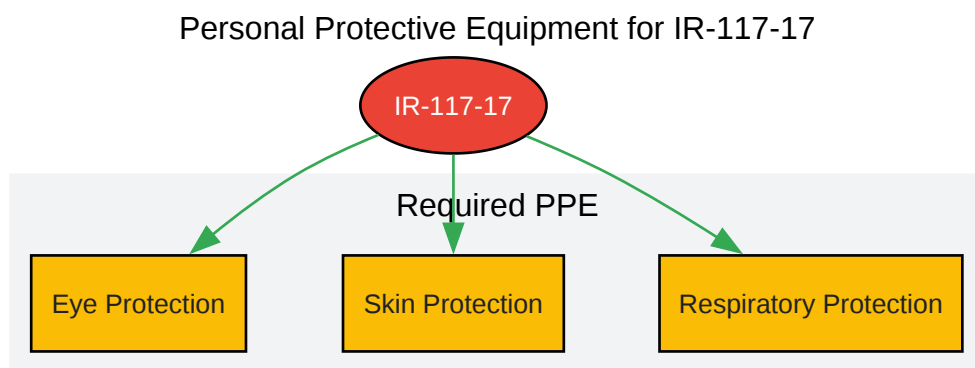 Personal Protective Equipment for IR-117-17
IR-117-17
Required PPE
Eye Protection
Skin Protection
Respiratory Protection